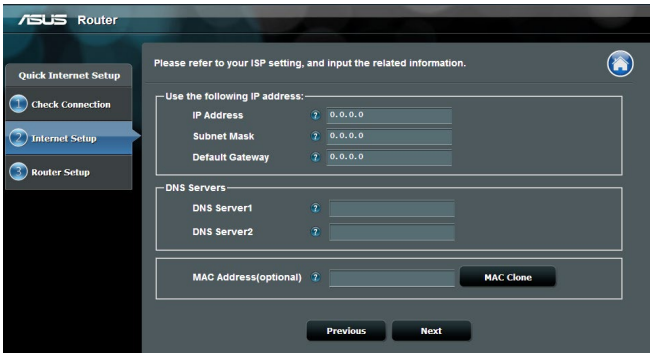 ASUS Router
Quick Internet Setup
1 Check Connection
2 Internet Setup
3 Router Setup
Please refer to your ISP setting, and input the related information.
Use the following IP address:
IP Address ? 0.0.0.0
Subnet Mask ? 0.0.0.0
Default Gateway ? 0.0.0.0
DNS Servers
DNS Server1 ?
DNS Server2 ?
MAC Address(optional) ? MAC Clone
Previous Next